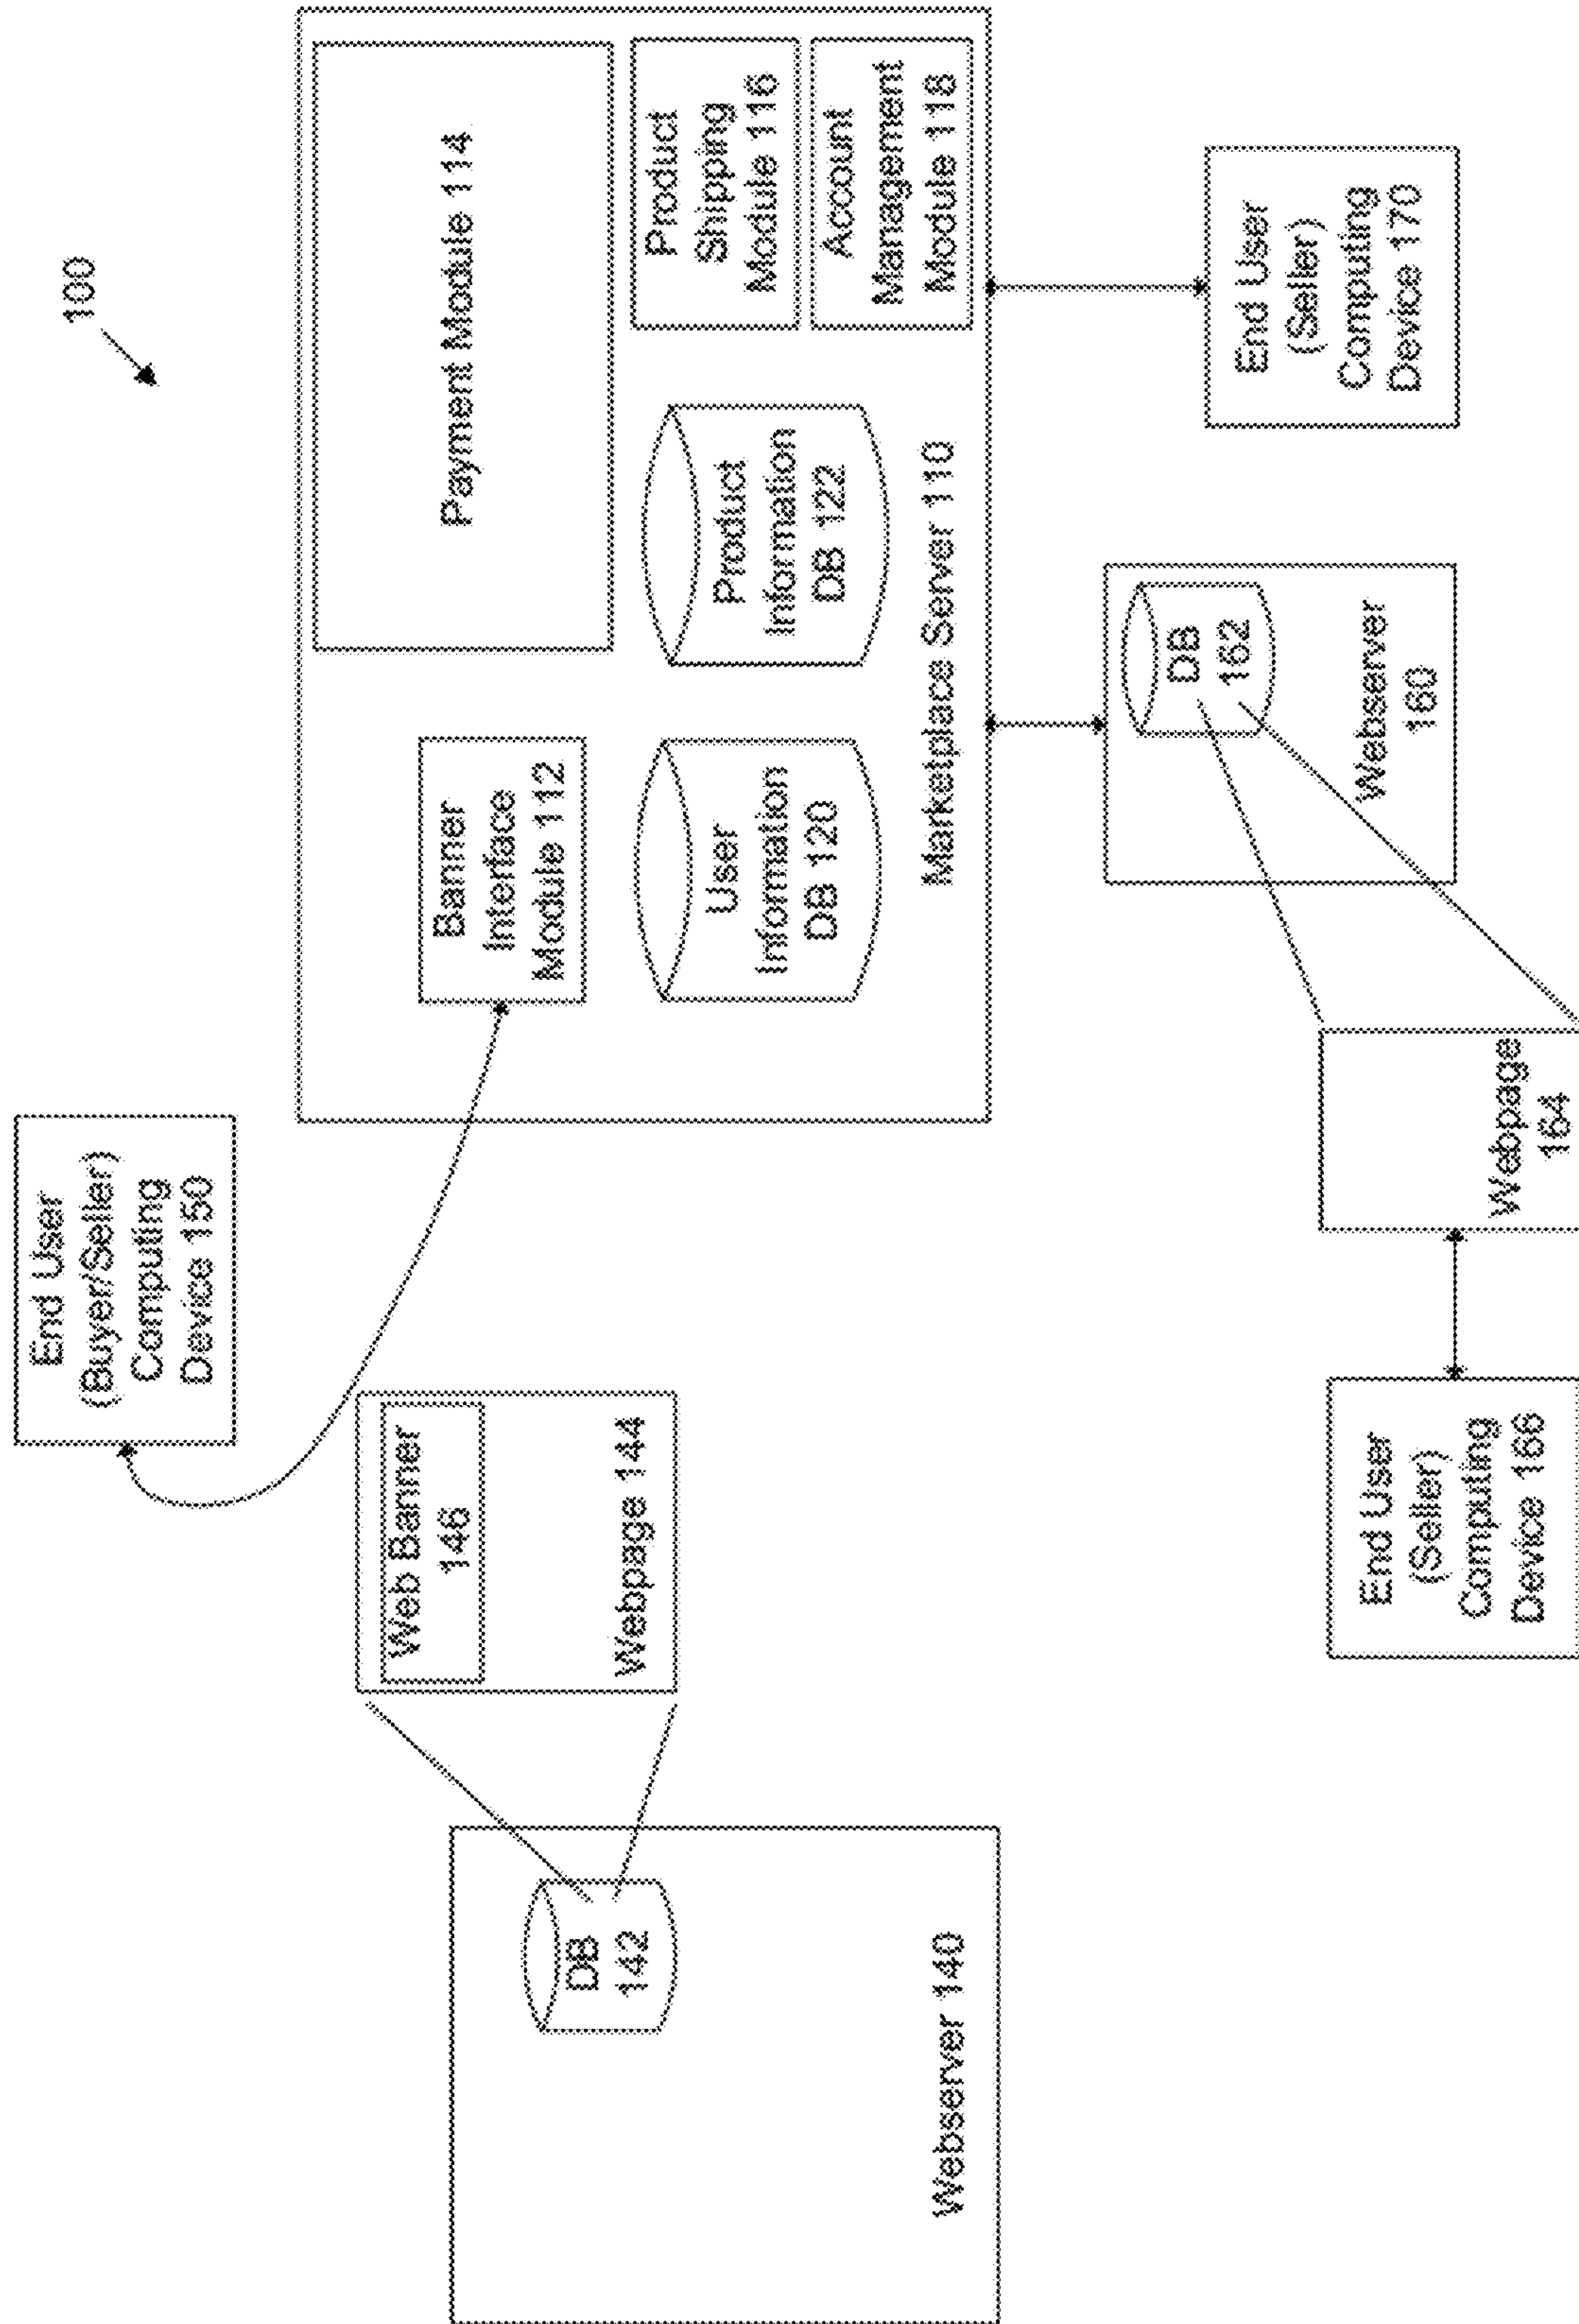 100
End User
(Buyer/Seller)
Computing
Device 150
Payment Module 114
Banner
Interface
Module 112
Product
Shipping
Module 116
Account
Management
Module 118
User
Information
DB 120
Product
Information
DB 122
Marketplace Server 110
Web Banner
146
Webpage 144
DB
142
Webserver 140
DB
162
Webserver
160
End User
(Seller)
Computing
Device 170
Webpage
164
End User
(Seller)
Computing
Device 166